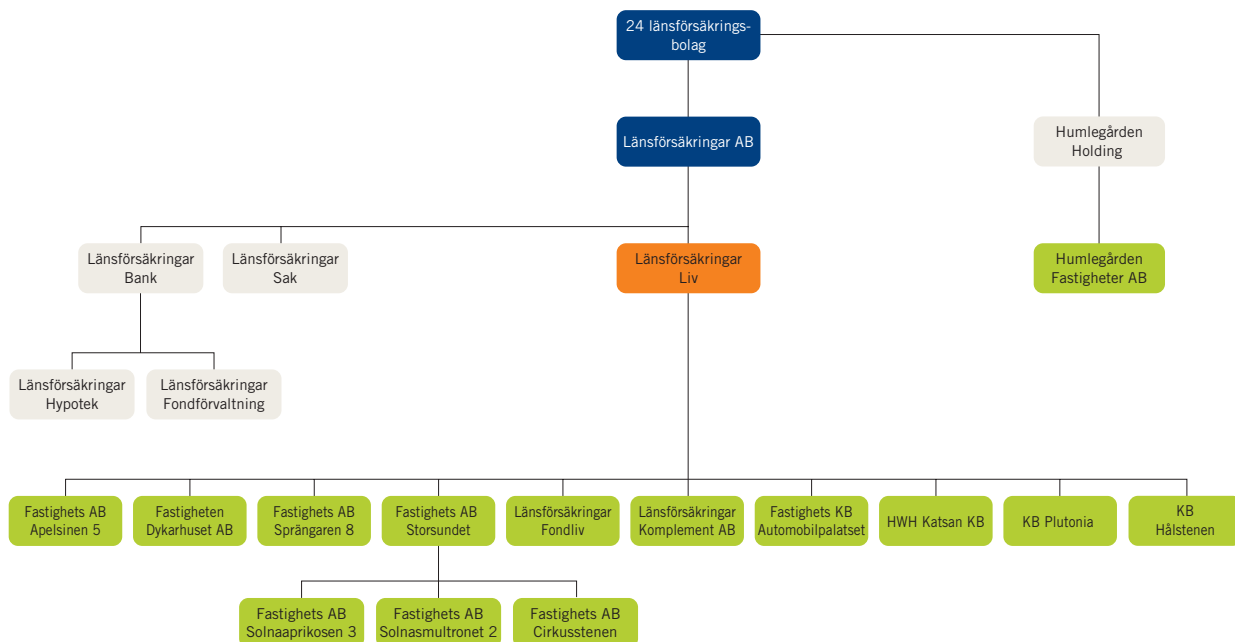 24 länsförsäkrings-
bolag
Länsförsäkringar AB
Humlegården
Holding
Länsförsäkringar
Bank
Länsförsäkringar
Sak
Länsförsäkringar
Liv
Humlegården
Fastigheter AB
Länsförsäkringar
Hypotek
Länsförsäkringar
Fondförvaltning
Fastighets AB
Apelsinen 5
Fastigheten
Dykarhuset AB
Fastighets AB
Sprängaren 8
Fastighets AB
Storsundet
Länsförsäkringar
Fondliv
Länsförsäkringar
Komplement AB
Fastighets KB
Automobilpalatset
HWH Katsan KB
KB Plutonia
KB
Hålstenen
Fastighets AB
Solnaaprikosen 3
Fastighets AB
Solnasmultronet 2
Fastighets AB
Cirkusstenen